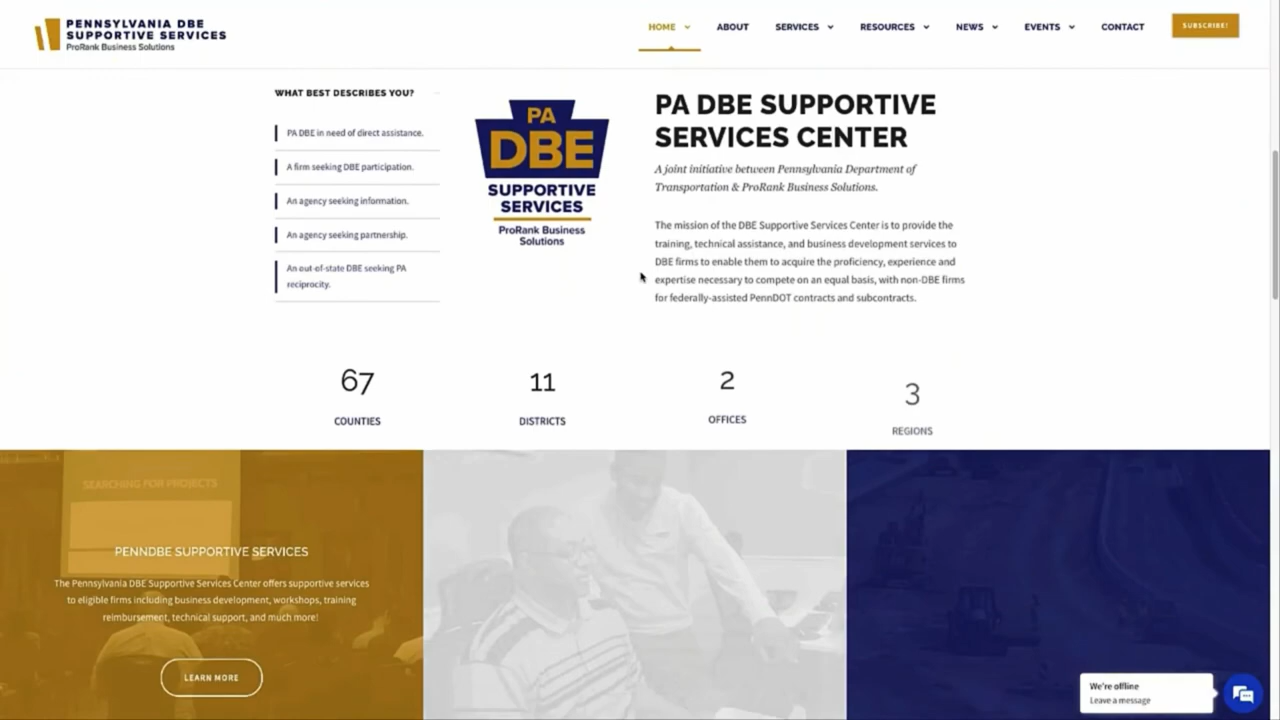 PENNSYLVANIA DBE
SUPPORTIVE SERVICES
ProRank Business Solutions
HOME
ABOUT
SERVICES
RESOURCES
NEWS
EVENTS
CONTACT
SUBSCRIBE!
WHAT BEST DESCRIBES YOU?
PA DBE in need of direct assistance.
A firm seeking DBE participation.
An agency seeking information.
An agency seeking partnership.
An out-of-state DBE seeking PA
reciprocity.
PA
DBE
SUPPORTIVE
SERVICES
ProRank Business
Solutions
PA DBE SUPPORTIVE
SERVICES CENTER
A joint initiative between Pennsylvania Department of
Transportation & ProRank Business Solutions.
The mission of the DBE Supportive Services Center is to provide the
training, technical assistance, and business development services to
DBE firms to enable them to acquire the proficiency, experience and
expertise necessary to compete on an equal basis, with non-DBE firms
for federally-assisted PennDOT contracts and subcontracts.
67
COUNTIES
11
DISTRICTS
2
OFFICES
3
REGIONS
SEARCHING FOR PROJECTS
PENNDBE SUPPORTIVE SERVICES
The Pennsylvania DBE Supportive Services Center offers supportive services
to eligible firms including business development, workshops, training
reimbursement, technical support, and much more!
LEARN MORE
We're offline
Leave a message